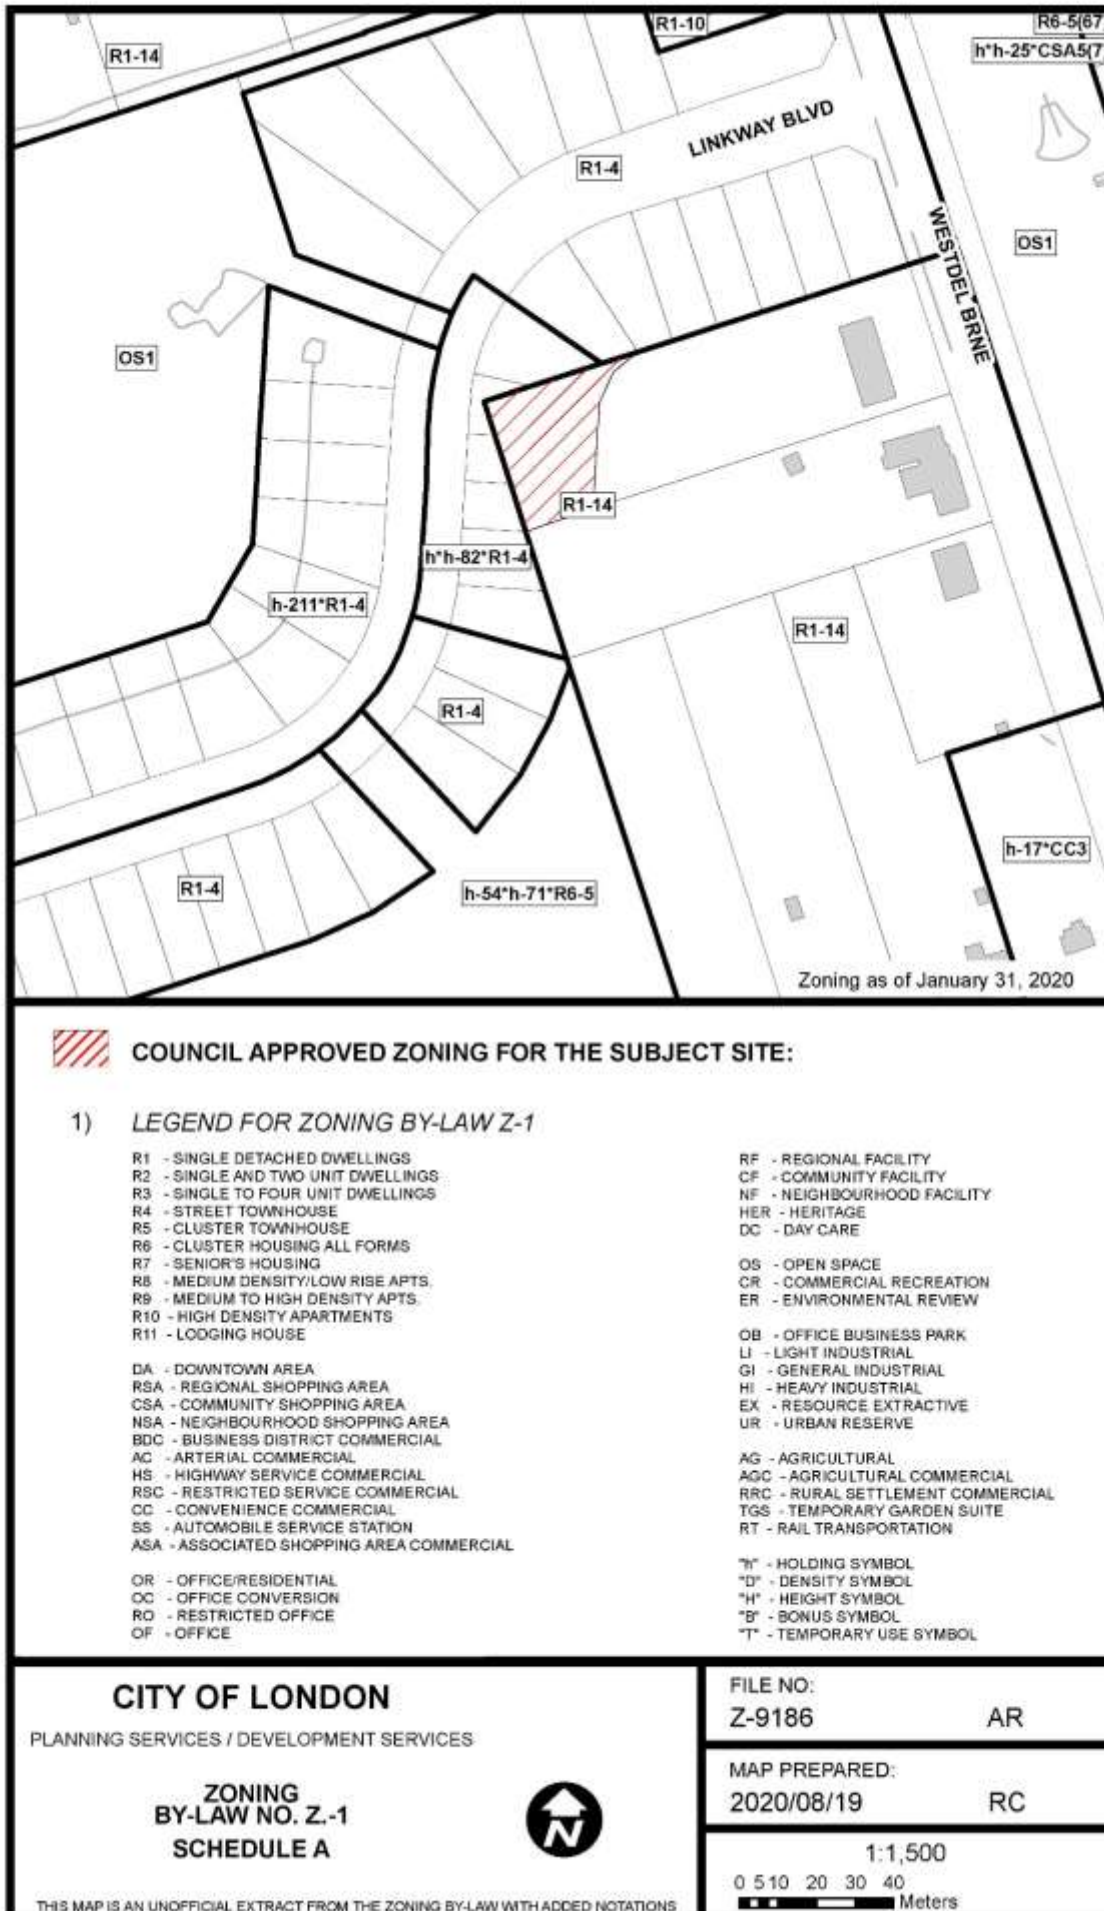 R1-14
R1-10
R6-5(67
h*h-25*CSA5(7
LINKWAY BLVD
R1-4
WESTDEL BRNE
OS1
OS1
R1-14
h*h-82*R1-4
h-211*R1-4
R1-14
R1-4
h-17*CC3
R1-4
h-54*h-71*R6-5
Zoning as of January 31, 2020
COUNCIL APPROVED ZONING FOR THE SUBJECT SITE:
1) LEGEND FOR ZONING BY-LAW Z-1
R1 - SINGLE DETACHED DWELLINGS
R2 - SINGLE AND TWO UNIT DWELLINGS
R3 - SINGLE TO FOUR UNIT DWELLINGS
R4 - STREET TOWNHOUSE
R5 - CLUSTER TOWNHOUSE
R6 - CLUSTER HOUSING ALL FORMS
R7 - SENIOR'S HOUSING
R8 - MEDIUM DENSITY/LOW RISE APTS.
R9 - MEDIUM TO HIGH DENSITY APTS.
R10 - HIGH DENSITY APARTMENTS
R11 - LODGING HOUSE
DA - DOWNTOWN AREA
RSA - REGIONAL SHOPPING AREA
CSA - COMMUNITY SHOPPING AREA
NSA - NEIGHBOURHOOD SHOPPING AREA
BDC - BUSINESS DISTRICT COMMERCIAL
AC - ARTERIAL COMMERCIAL
HS - HIGHWAY SERVICE COMMERCIAL
RSC - RESTRICTED SERVICE COMMERCIAL
CC - CONVENIENCE COMMERCIAL
SS - AUTOMOBILE SERVICE STATION
ASA - ASSOCIATED SHOPPING AREA COMMERCIAL
OR - OFFICE/RESIDENTIAL
OC - OFFICE CONVERSION
RO - RESTRICTED OFFICE
OF - OFFICE
RF - REGIONAL FACILITY
CF - COMMUNITY FACILITY
NF - NEIGHBOURHOOD FACILITY
HER - HERITAGE
DC - DAY CARE
OS - OPEN SPACE
CR - COMMERCIAL RECREATION
ER - ENVIRONMENTAL REVIEW
OB - OFFICE BUSINESS PARK
LI - LIGHT INDUSTRIAL
GI - GENERAL INDUSTRIAL
HI - HEAVY INDUSTRIAL
EX - RESOURCE EXTRACTIVE
UR - URBAN RESERVE
AG - AGRICULTURAL
AGC - AGRICULTURAL COMMERCIAL
RRC - RURAL SETTLEMENT COMMERCIAL
TGS - TEMPORARY GARDEN SUITE
RT - RAIL TRANSPORTATION
"h" - HOLDING SYMBOL
"D" - DENSITY SYMBOL
"H" - HEIGHT SYMBOL
"B" - BONUS SYMBOL
"T" - TEMPORARY USE SYMBOL
CITY OF LONDON
PLANNING SERVICES / DEVELOPMENT SERVICES
ZONING
BY-LAW NO. Z.-1
SCHEDULE A
N
THIS MAP IS AN UNOFFICIAL EXTRACT FROM THE ZONING BY-LAW WITH ADDED NOTATIONS
FILE NO:
Z-9186 AR
MAP PREPARED:
2020/08/19 RC
1:1,500
0 5 10 20 30 40
Meters